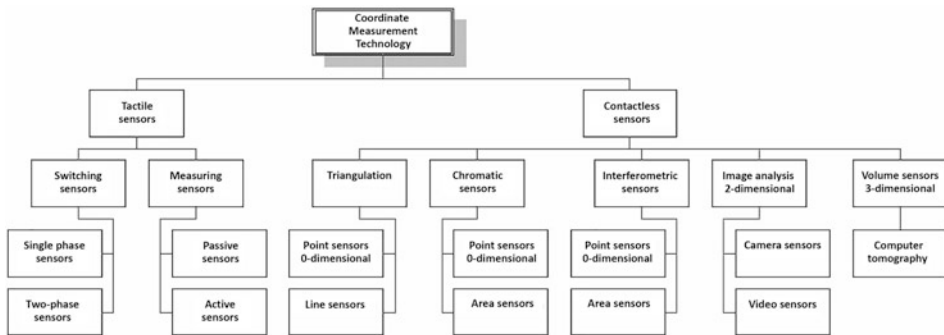 Coordinate
Measurement
Technology
Tactile
sensors
Contactless
sensors
Switching
sensors
Measuring
sensors
Triangulation
Chromatic
sensors
Interferometric
sensors
Image analysis
2-dimensional
Volume sensors
3-dimensional
Single phase
sensors
Passive
sensors
Point sensors
0-dimensional
Point sensors
0-dimensional
Point sensors
0-dimensional
Camera sensors
Computer
tomography
Two-phase
sensors
Active
sensors
Line sensors
Area sensors
Area sensors
Video sensors